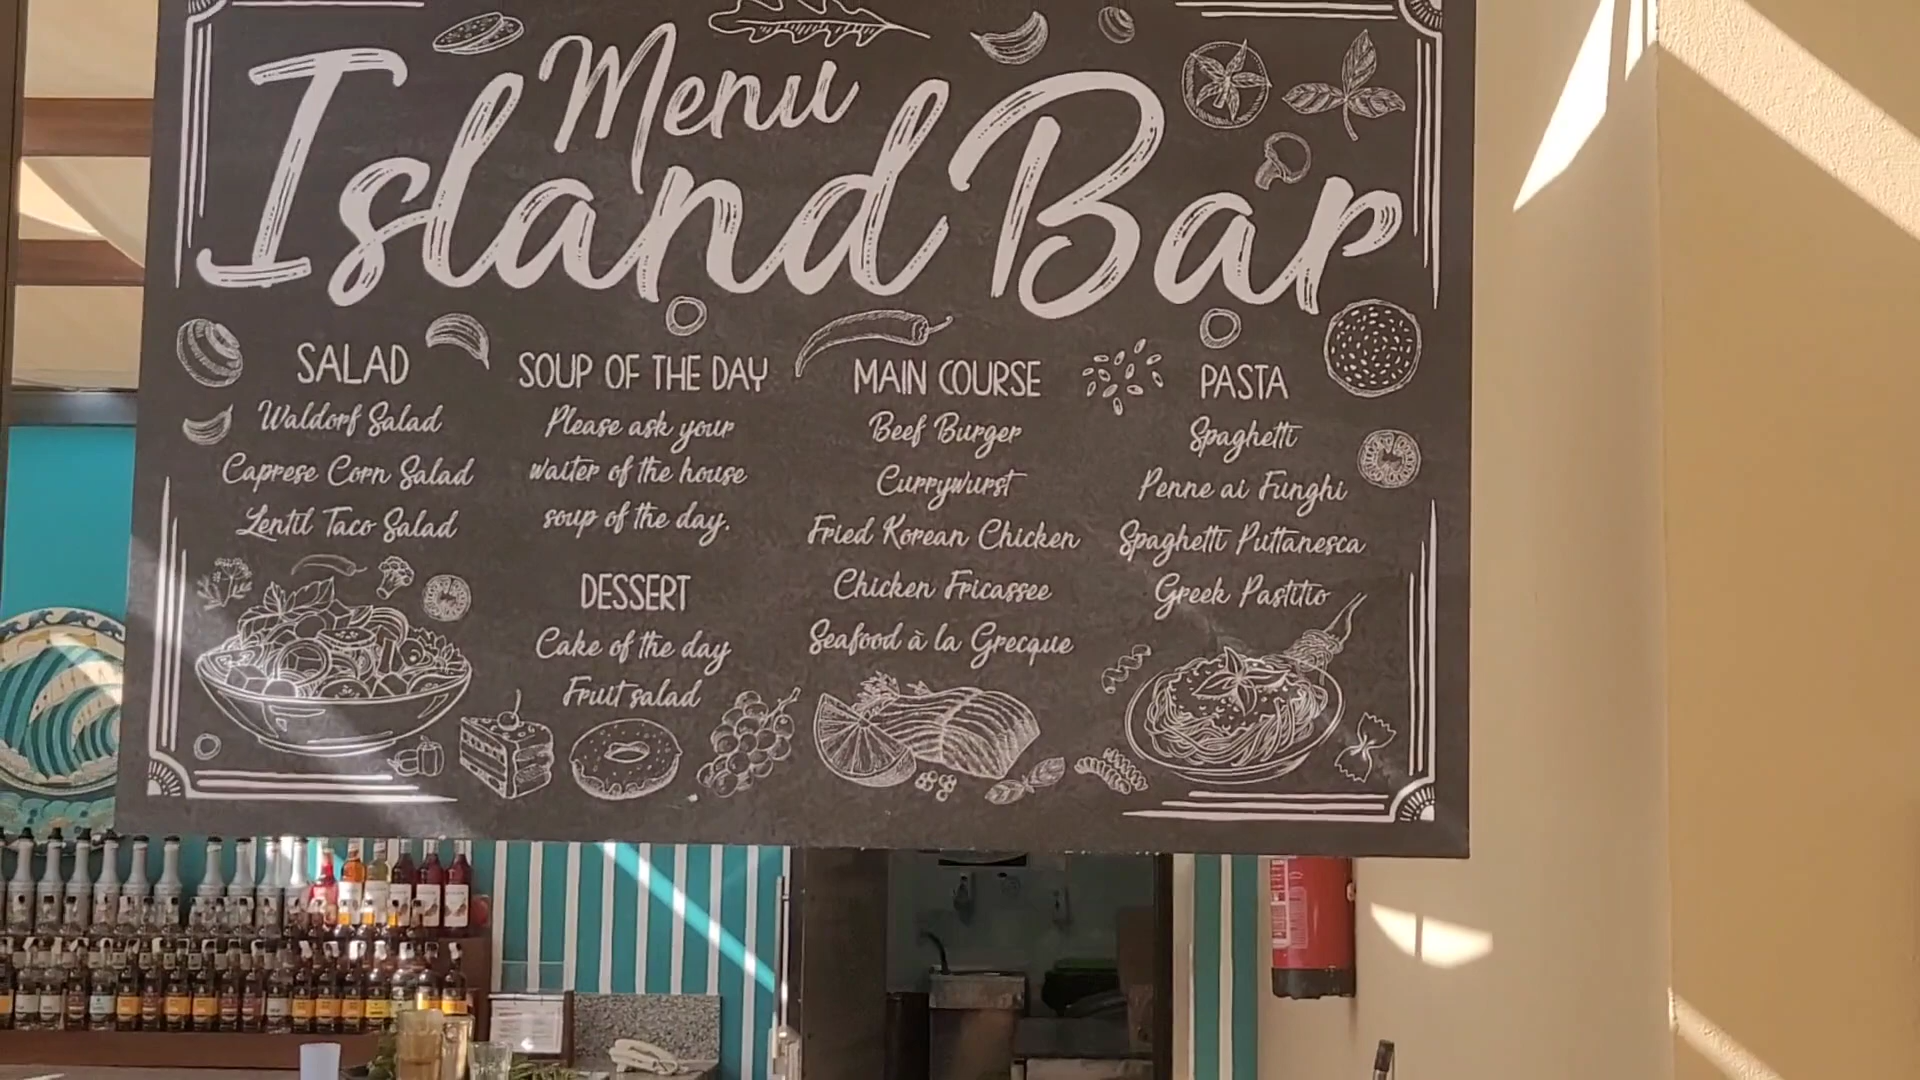 Menu
Island Bar
SALAD
Waldorf Salad
Caprese Corn Salad
Lentil Taco Salad
SOUP OF THE DAY
Please ask your
waiter of the house
soup of the day.
DESSERT
Cake of the day
Fruit salad
MAIN COURSE
Beef Burger
Currywurst
Fried Korean Chicken
Chicken Fricassee
Seafood à la Grecque
PASTA
Spaghetti
Penne ai Funghi
Spaghetti Puttanesca
Greek Pastitio